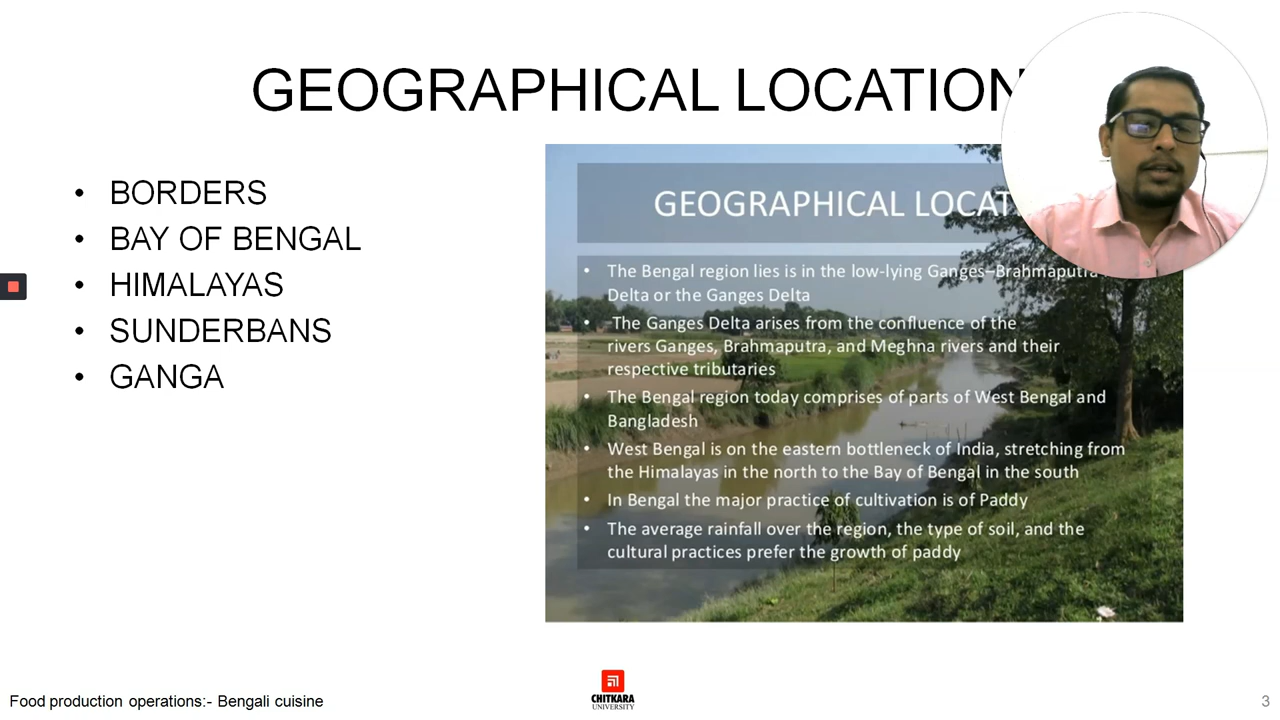 GEOGRAPHICAL LOCATION
• BORDERS
• BAY OF BENGAL
• HIMALAYAS
• SUNDERBANS
• GANGA
GEOGRAPHICAL LOCAT
• The Bengal region lies is in the low-lying Ganges–Brahmaputra
Delta or the Ganges Delta
• The Ganges Delta arises from the confluence of the
rivers Ganges, Brahmaputra, and Meghna rivers and their
respective tributaries
• The Bengal region today comprises of parts of West Bengal and
Bangladesh
• West Bengal is on the eastern bottleneck of India, stretching from
the Himalayas in the north to the Bay of Bengal in the south
• In Bengal the major practice of cultivation is of Paddy
• The average rainfall over the region, the type of soil, and the
cultural practices prefer the growth of paddy
Food production operations:- Bengali cuisine
CHITKARA
UNIVERSITY
3